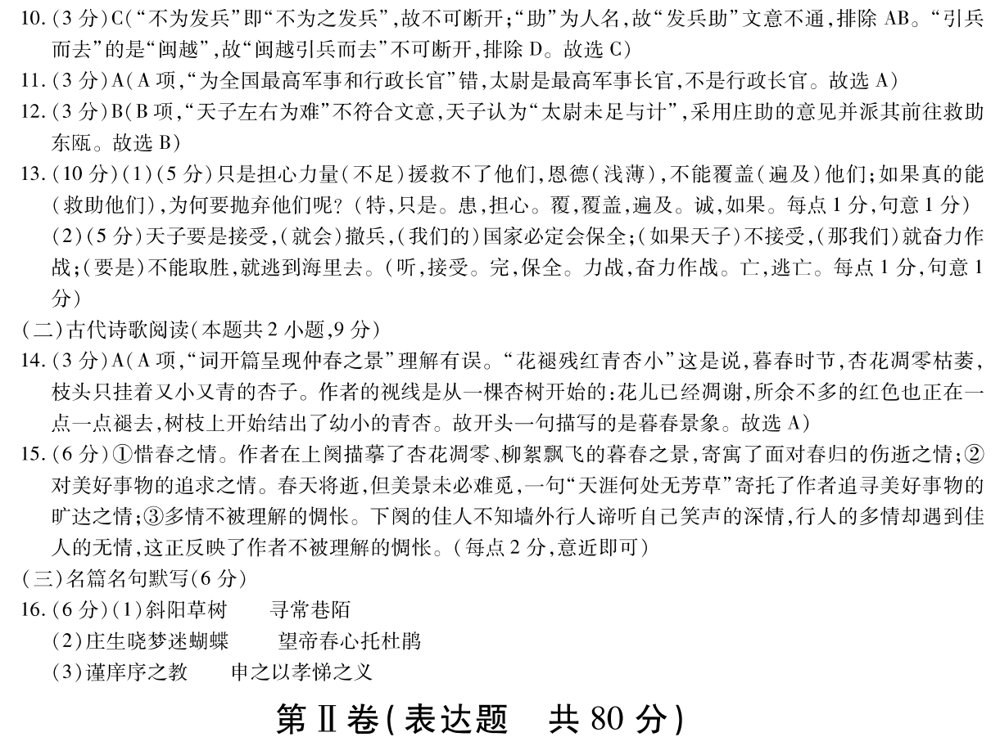 10.(3 分)C(“不为发兵”即“不为之发兵”,故不可断开;“助”为人名,故“发兵助”文意不通,排除 AB。“引兵
而去”的是“闽越”,故“闽越引兵而去”不可断开,排除 D。故选 C)
11.(3 分)A(A 项,“为全国最高军事和行政长官”错,太尉是最高军事长官,不是行政长官。故选 A)
12.(3 分)B(B 项,“天子左右为难”不符合文意,天子认为“太尉未足与计”,采用庄助的意见并派其前往救助
东瓯。故选 B)
13.(10 分)(1)(5 分)只是担心力量(不足)援救不了他们,恩德(浅薄),不能覆盖(遍及)他们;如果真的能
(救助他们),为何要抛弃他们呢? (特,只是。患,担心。覆,覆盖,遍及。诚,如果。每点 1 分,句意 1 分)
(2)(5 分)天子要是接受,(就会)撤兵,(我们的)国家必定会保全;(如果天子)不接受,(那我们)就奋力作
战;(要是)不能取胜,就逃到海里去。(听,接受。完,保全。力战,奋力作战。亡,逃亡。每点 1 分,句意 1
分)
(二)古代诗歌阅读(本题共 2 小题,9 分)
14.(3 分)A(A 项,“词开篇呈现仲春之景”理解有误。“花褪残红青杏小”这是说,暮春时节,杏花凋零枯萎,
枝头只挂着又小又青的杏子。作者的视线是从一棵杏树开始的:花儿已经凋谢,所余不多的红色也正在一
点一点褪去,树枝上开始结出了幼小的青杏。故开头一句描写的是暮春景象。故选 A)
15.(6 分)①惜春之情。作者在上阕描摹了杏花凋零、柳絮飘飞的暮春之景,寄寓了面对春归的伤逝之情;②
对美好事物的追求之情。春天将逝,但美景未必难觅,一句“天涯何处无芳草”寄托了作者追寻美好事物的
旷达之情;③多情不被理解的惆怅。下阕的佳人不知墙外行人谛听自己笑声的深情,行人的多情却遇到佳
人的无情,这正反映了作者不被理解的惆怅。(每点 2 分,意近即可)
(三)名篇名句默写(6 分)
16.(6 分)(1)斜阳草树 寻常巷陌
(2)庄生晓梦迷蝴蝶 望帝春心托杜鹃
(3)谨庠序之教 申之以孝悌之义
第Ⅱ卷(表达题 共 80 分)